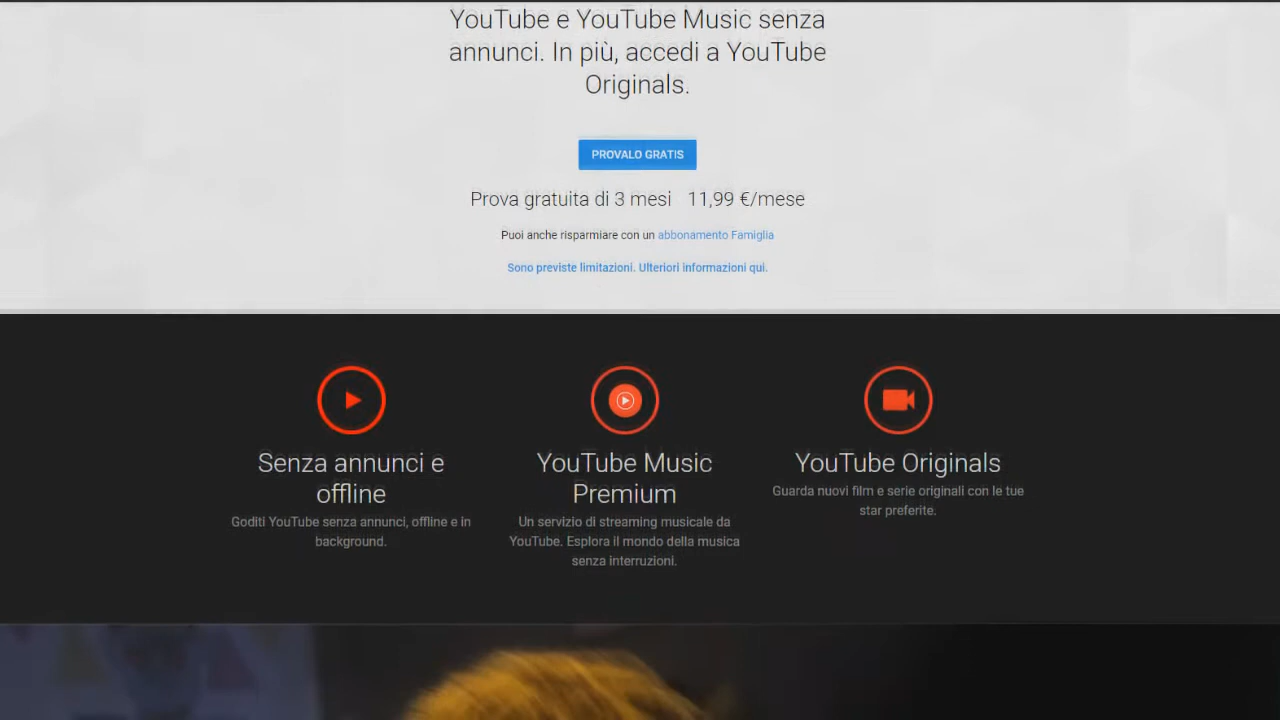 YouTube e YouTube Music senza
annunci. In più, accedi a YouTube
Originals.
PROVALO GRATIS
Prova gratuita di 3 mesi 11,99 €/mese
Puoi anche risparmiare con un abbonamento Famiglia
Sono previste limitazioni. Ulteriori informazioni qui.
Senza annunci e
offline
Goditi YouTube senza annunci, offline e in
background.
YouTube Music
Premium
Un servizio di streaming musicale da
YouTube. Esplora il mondo della musica
senza interruzioni.
YouTube Originals
Guarda nuovi film e serie originali con le tue
star preferite.